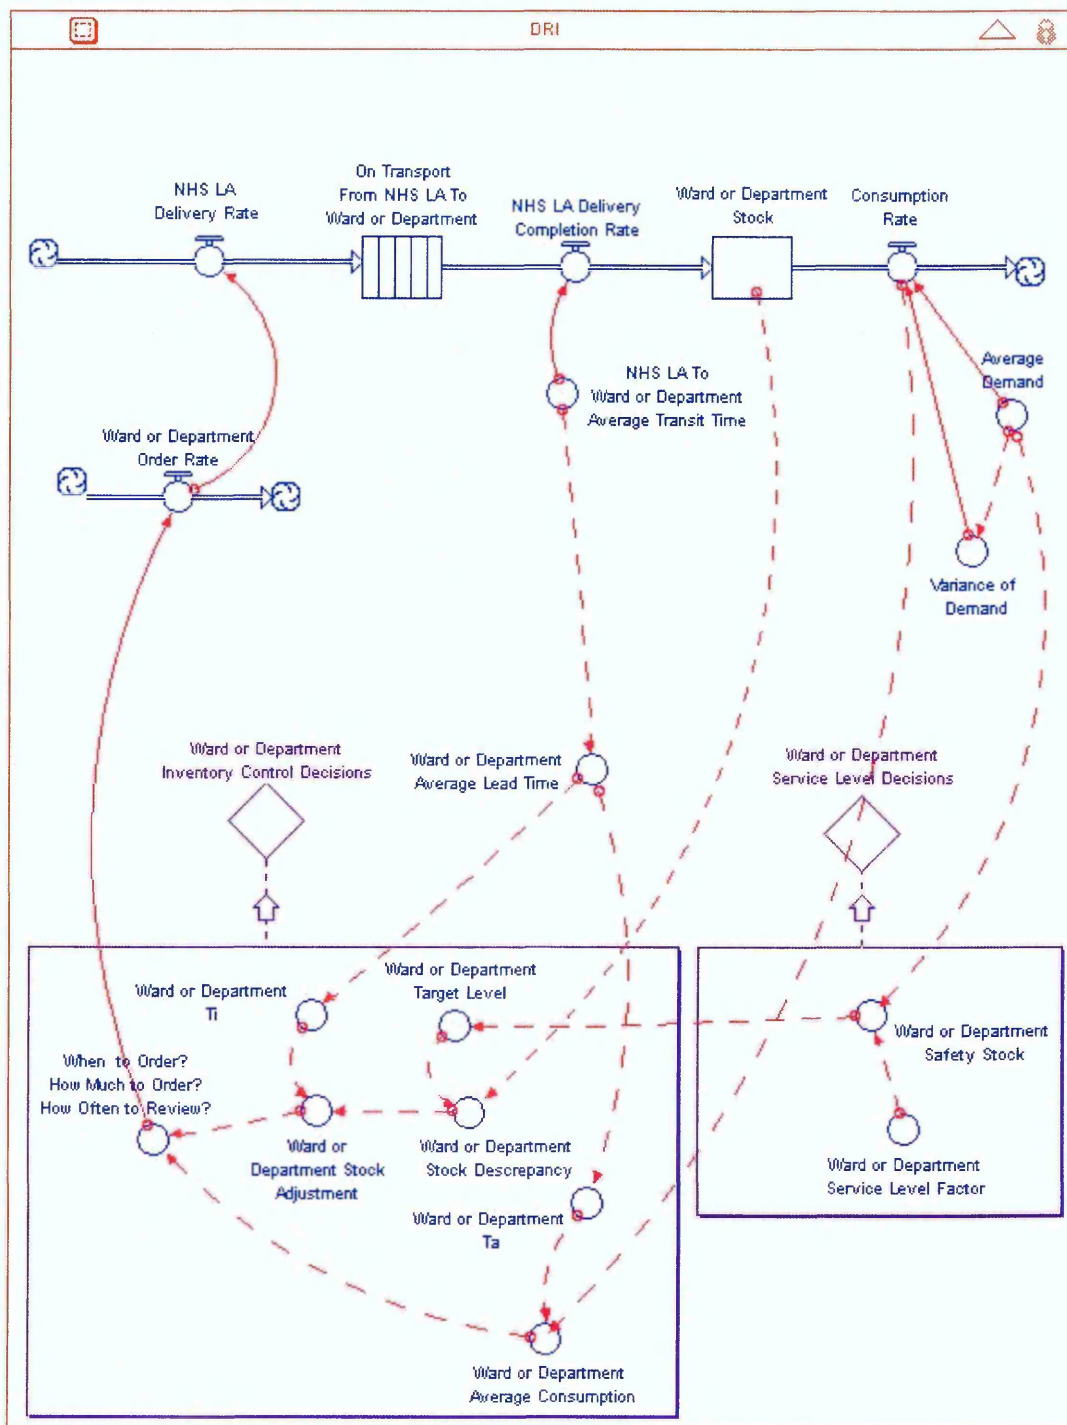 DRI
NHS LA
Delivery Rate
On Transport
From NHS LA To
Ward or Department
NHS LA Delivery
Completion Rate
Ward or Department
Stock
Consumption
Rate
NHS LA To
Ward or Department
Average Transit Time
Average
Demand
Ward or Department
Order Rate
Variance of
Demand
Ward or Department
Inventory Control Decisions
Ward or Department
Average Lead Time
Ward or Department
Service Level Decisions
Ward or Department
Ti
Ward or Department
Target Level
Ward or Department
Safety Stock
When to Order?
How Much to Order?
How Often to Review?
Ward or
Department Stock
Adjustment
Ward or Department
Stock Descrepancy
Ward or Department
Service Level Factor
Ward or Department
Ta
Ward or Department
Average Consumption